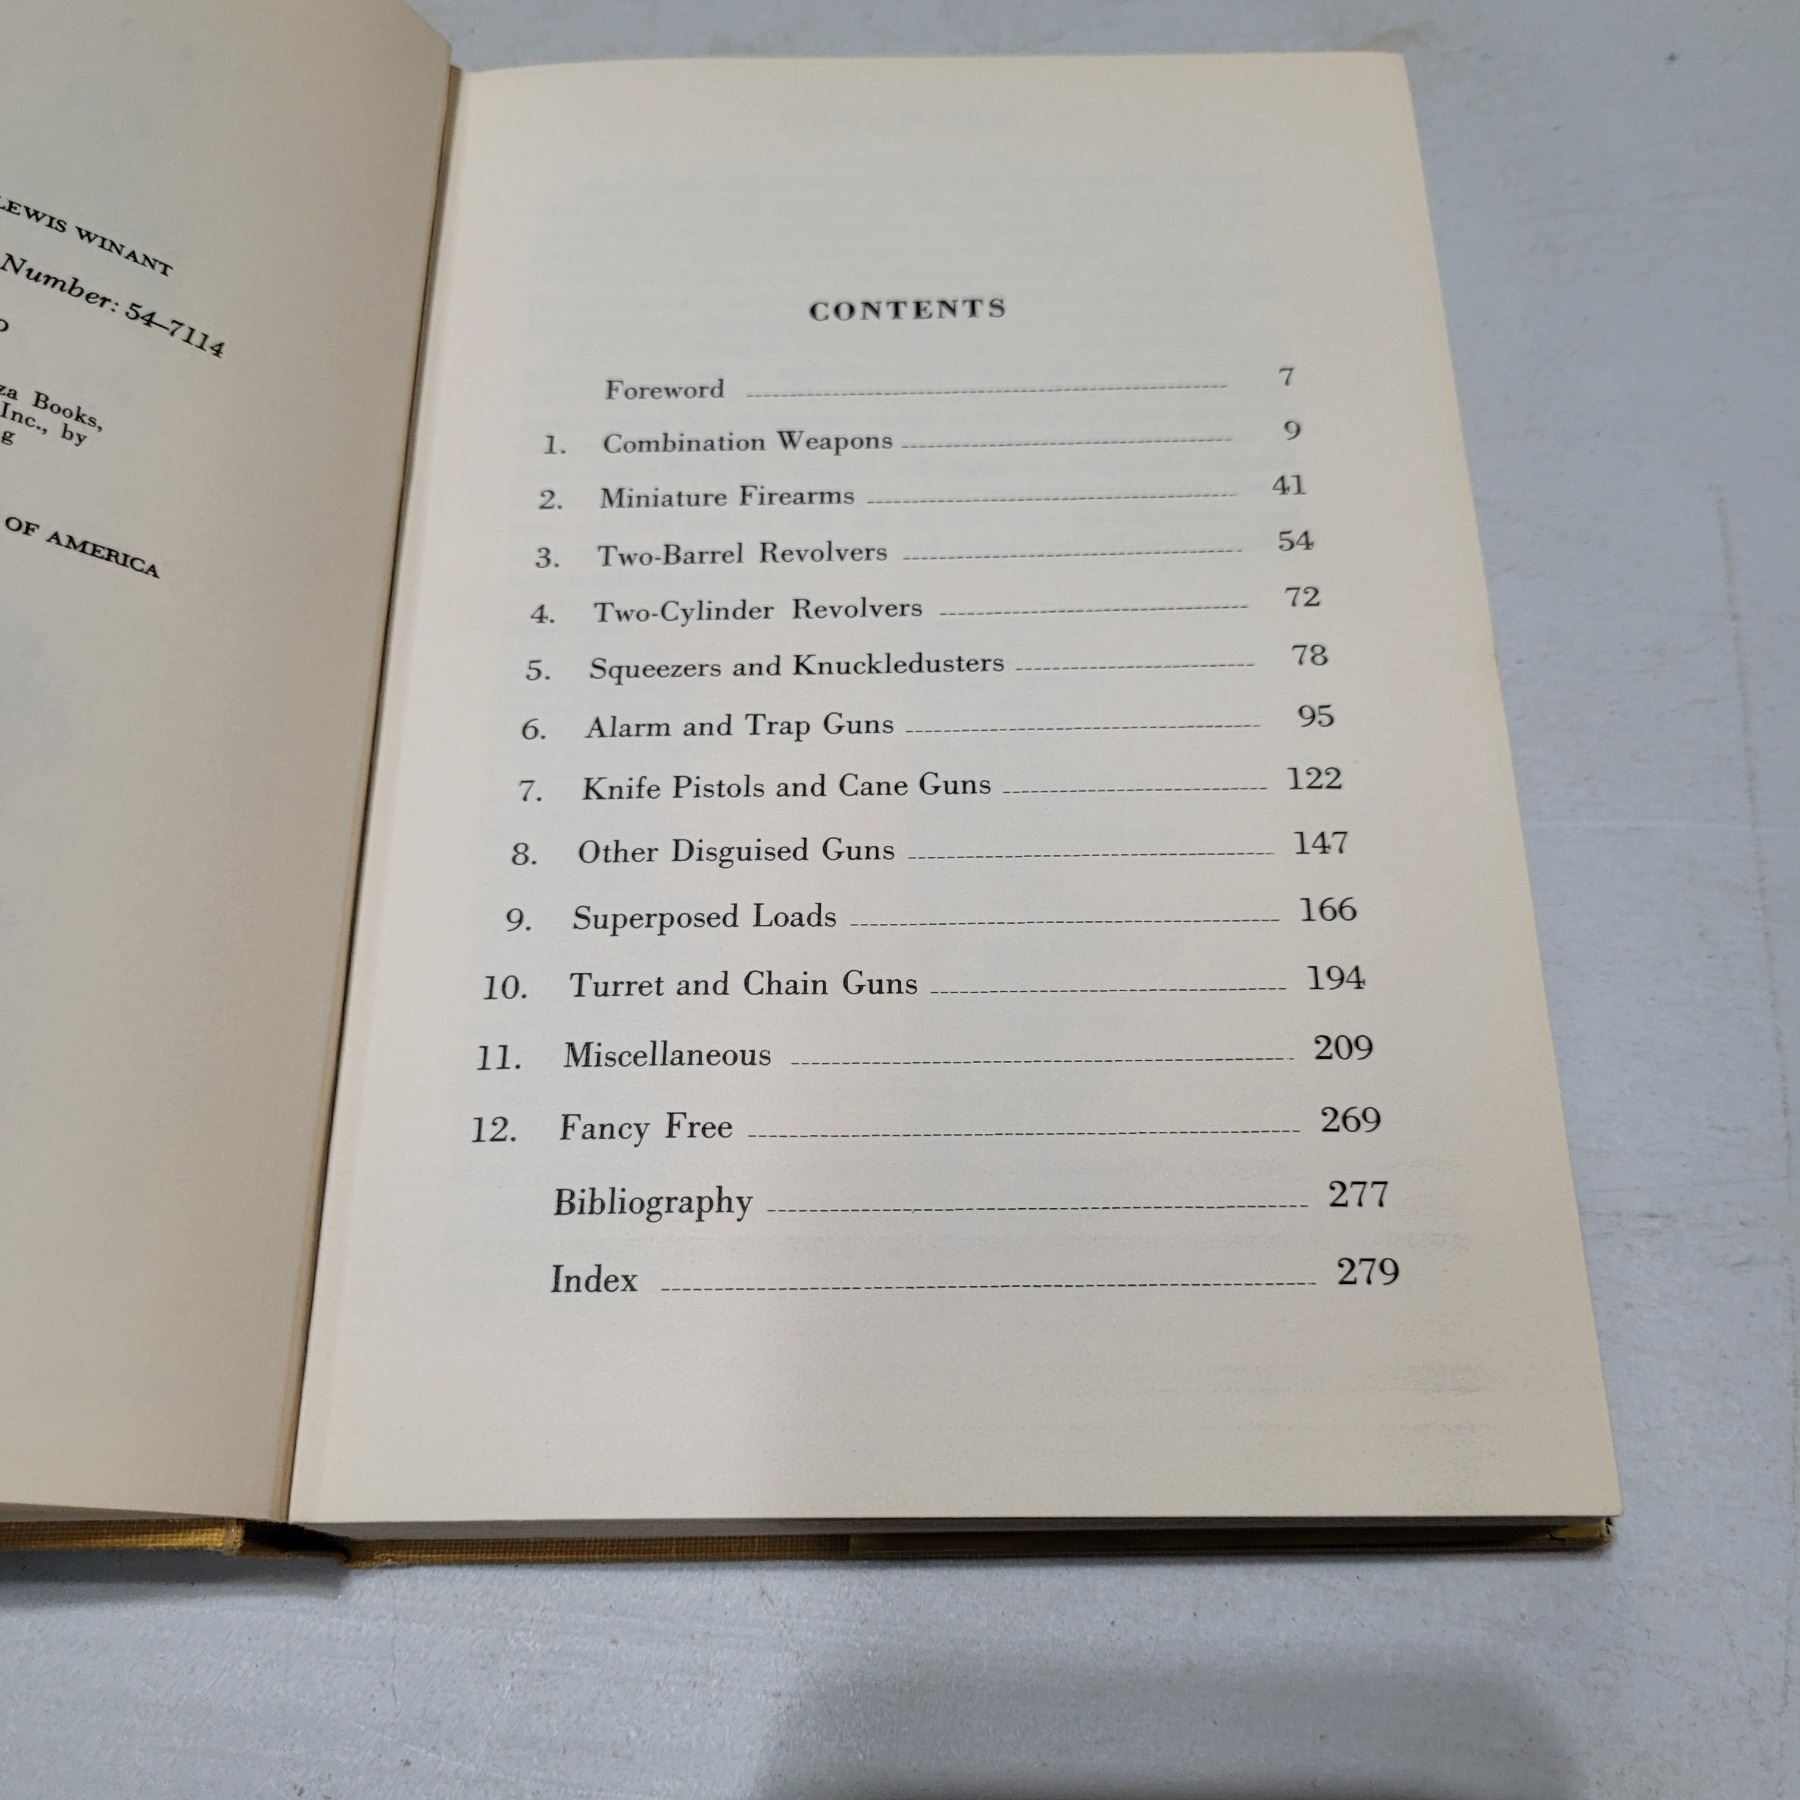 LEWIS WINANT
Number: 54–7114
Books,
Inc., by
OF AMERICA
CONTENTS
Foreword 7
1. Combination Weapons 9
2. Miniature Firearms 41
3. Two-Barrel Revolvers 54
4. Two-Cylinder Revolvers 72
5. Squeezers and Knuckledusters 78
6. Alarm and Trap Guns 95
7. Knife Pistols and Cane Guns 122
8. Other Disguised Guns 147
9. Superposed Loads 166
10. Turret and Chain Guns 194
11. Miscellaneous 209
12. Fancy Free 269
Bibliography 277
Index 279